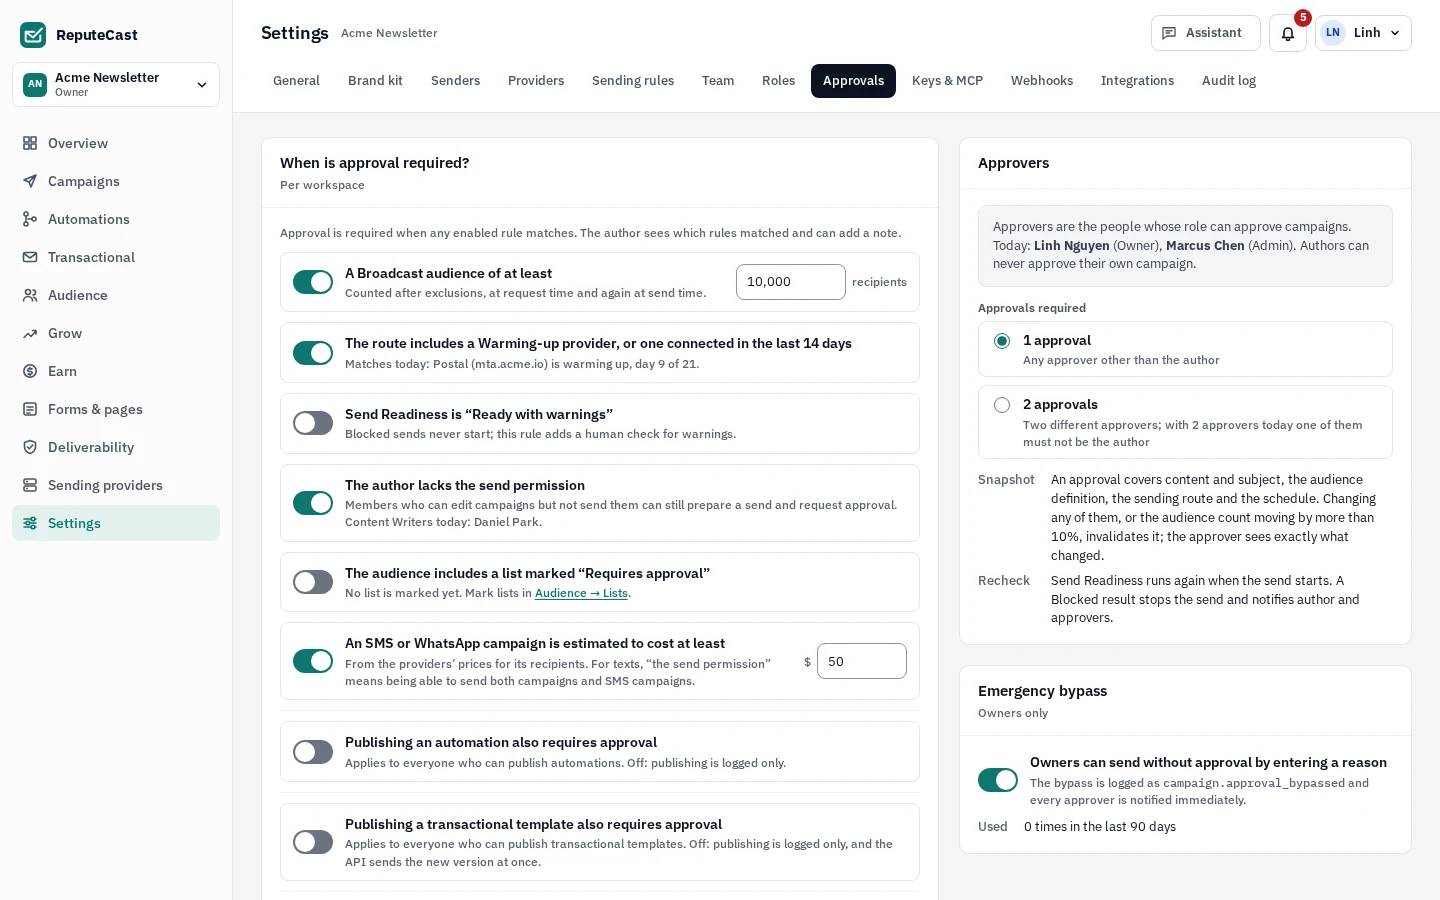 ReputeCast
AN
Acme Newsletter
Owner
Overview
Campaigns
Automations
Transactional
Audience
Grow
Earn
Forms & pages
Deliverability
Sending providers
Settings
Settings
Acme Newsletter
Assistant
5
LN
Linh
General
Brand kit
Senders
Providers
Sending rules
Team
Roles
Approvals
Keys & MCP
Webhooks
Integrations
Audit log
When is approval required?
Per workspace
Approval is required when any enabled rule matches. The author sees which rules matched and can add a note.
A Broadcast audience of at least
Counted after exclusions, at request time and again at send time.
10,000
recipients
The route includes a Warming-up provider, or one connected in the last 14 days
Matches today: Postal (mta.acme.io) is warming up, day 9 of 21.
Send Readiness is “Ready with warnings”
Blocked sends never start; this rule adds a human check for warnings.
The author lacks the send permission
Members who can edit campaigns but not send them can still prepare a send and request approval.
Content Writers today: Daniel Park.
The audience includes a list marked “Requires approval”
No list is marked yet. Mark lists in Audience → Lists.
An SMS or WhatsApp campaign is estimated to cost at least
From the providers’ prices for its recipients. For texts, “the send permission”
means being able to send both campaigns and SMS campaigns.
$
50
Publishing an automation also requires approval
Applies to everyone who can publish automations. Off: publishing is logged only.
Publishing a transactional template also requires approval
Applies to everyone who can publish transactional templates. Off: publishing is logged only, and the
API sends the new version at once.
Approvers
Approvers are the people whose role can approve campaigns.
Today: Linh Nguyen (Owner), Marcus Chen (Admin). Authors can
never approve their own campaign.
Approvals required
1 approval
Any approver other than the author
2 approvals
Two different approvers; with 2 approvers today one of them
must not be the author
Snapshot
An approval covers content and subject, the audience
definition, the sending route and the schedule. Changing
any of them, or the audience count moving by more than
10%, invalidates it; the approver sees exactly what
changed.
Recheck
Send Readiness runs again when the send starts. A
Blocked result stops the send and notifies author and
approvers.
Emergency bypass
Owners only
Owners can send without approval by entering a reason
The bypass is logged as campaign.approval_bypassed and
every approver is notified immediately.
Used
0 times in the last 90 days